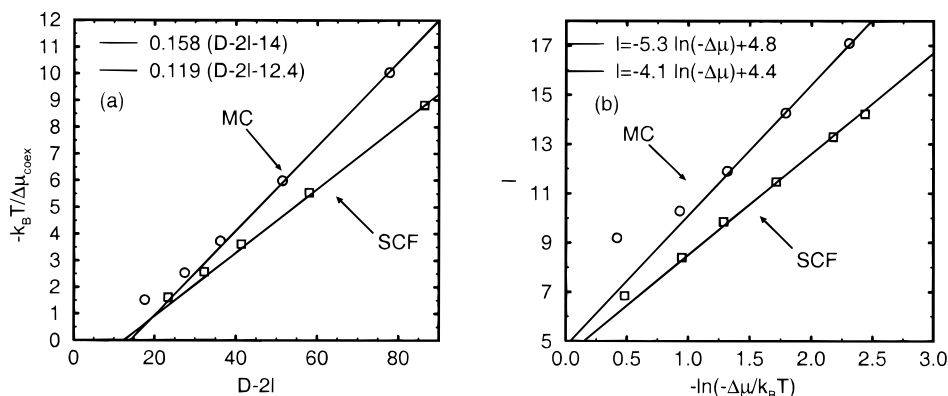 12
11
10
9
8
7
6
5
4
3
2
1
0
-k_BT/Δμ_coex
0.158 (D-2l-14)
0.119 (D-2l-12.4)
(a)
MC
SCF
0 20 40 60 80
D-2l
17
15
13
11
9
7
5
l
l=-5.3 ln(-Δμ)+4.8
l=-4.1 ln(-Δμ)+4.4
(b)
MC
SCF
0.0 0.5 1.0 1.5 2.0 2.5 3.0
-ln(-Δμ/k_BT)